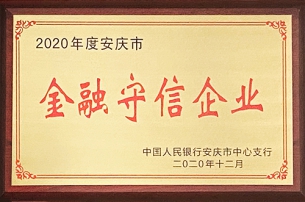 2020年度安庆市
金融守信企业
中国人民银行安庆市中心支行
二〇二〇年十二月